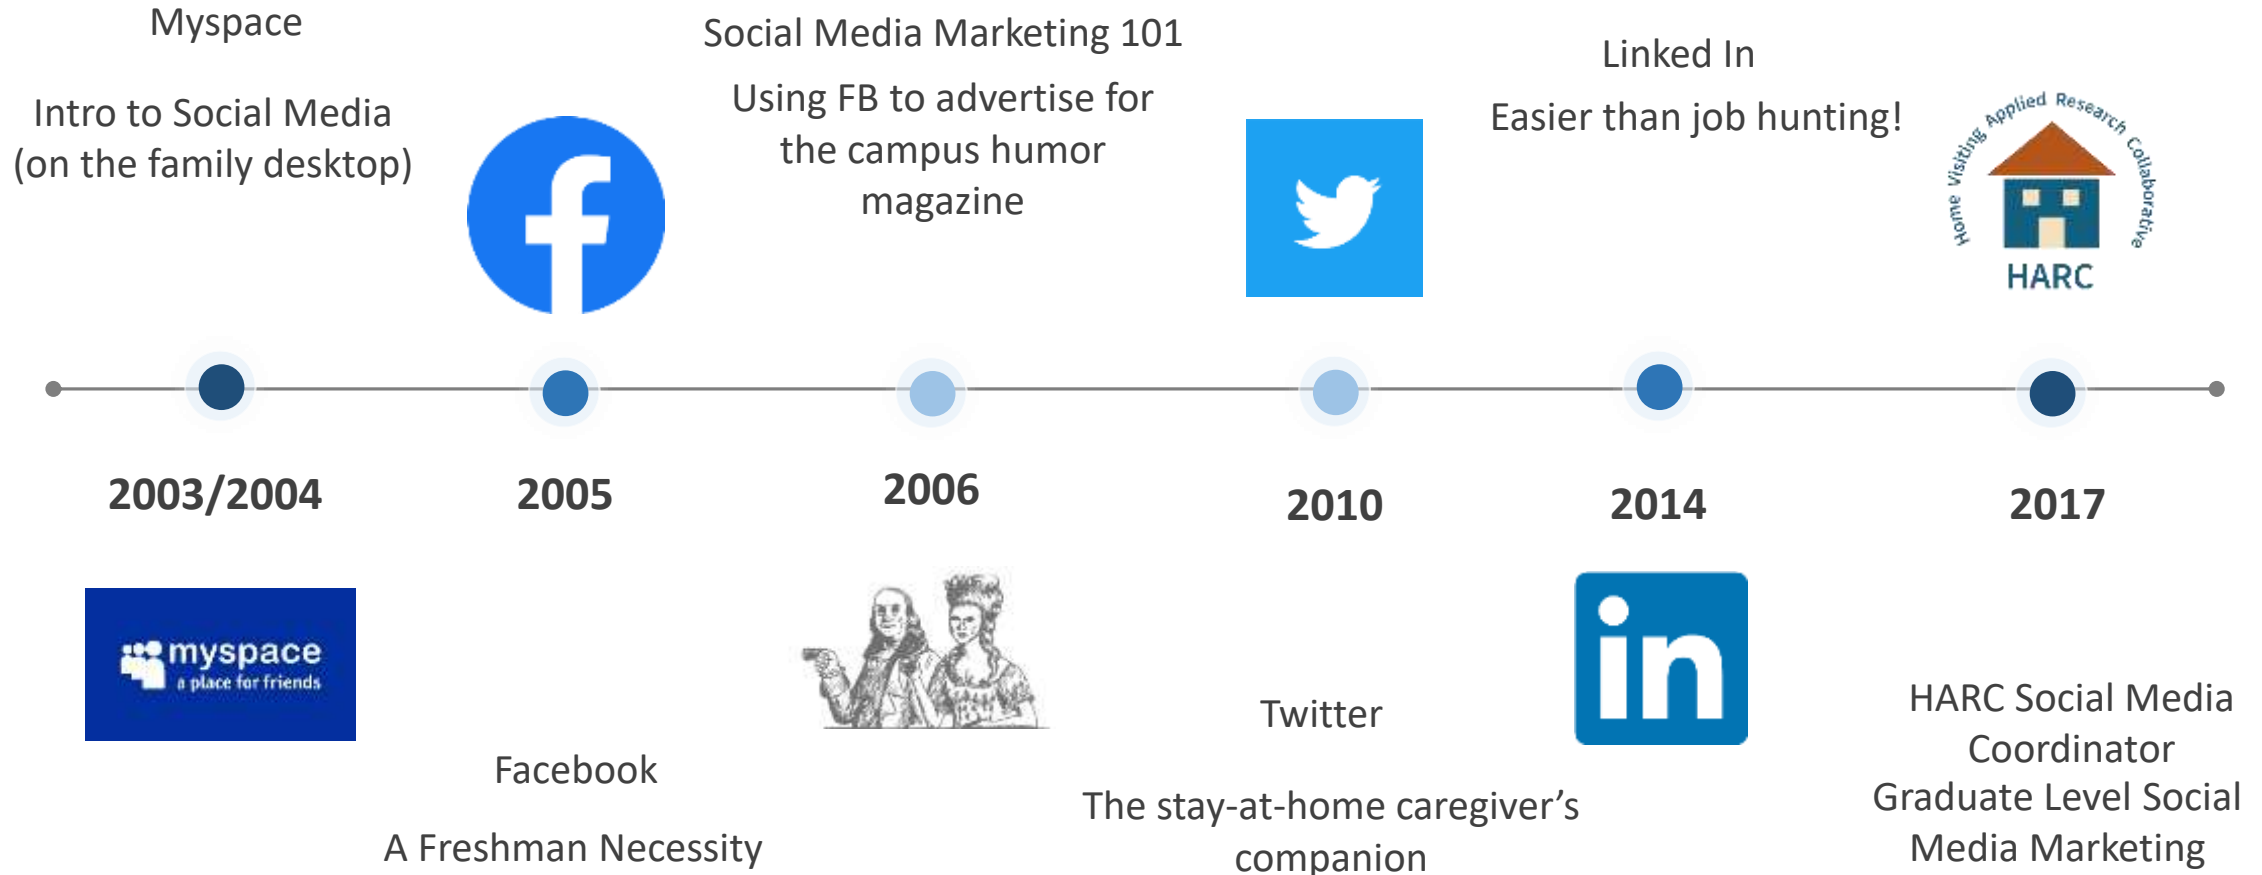 Myspace
Intro to Social Media
(on the family desktop)
Social Media Marketing 101
Using FB to advertise for
the campus humor
magazine
Linked In
Easier than job hunting!
Home Visiting Applied Research Collaborative
HARC
2003/2004
2005
2006
2010
2014
2017
myspace
a place for friends
Facebook
A Freshman Necessity
Twitter
The stay-at-home caregiver’s
companion
in
HARC Social Media
Coordinator
Graduate Level Social
Media Marketing